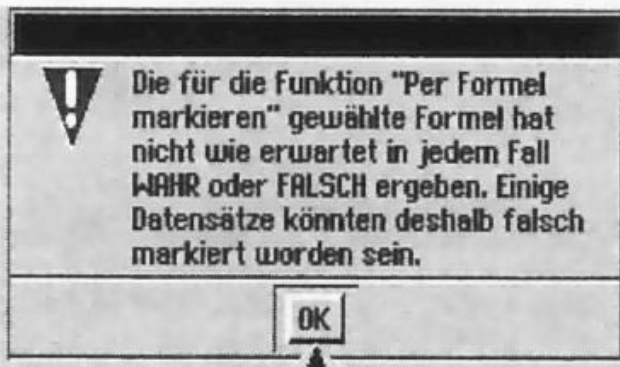 Die für die Funktion "Per Formel
markieren" gewählte Formel hat
nicht wie erwartet in jedem Fall
WAHR oder FALSCH ergeben. Einige
Datensätze könnten deshalb falsch
markiert worden sein.
OK